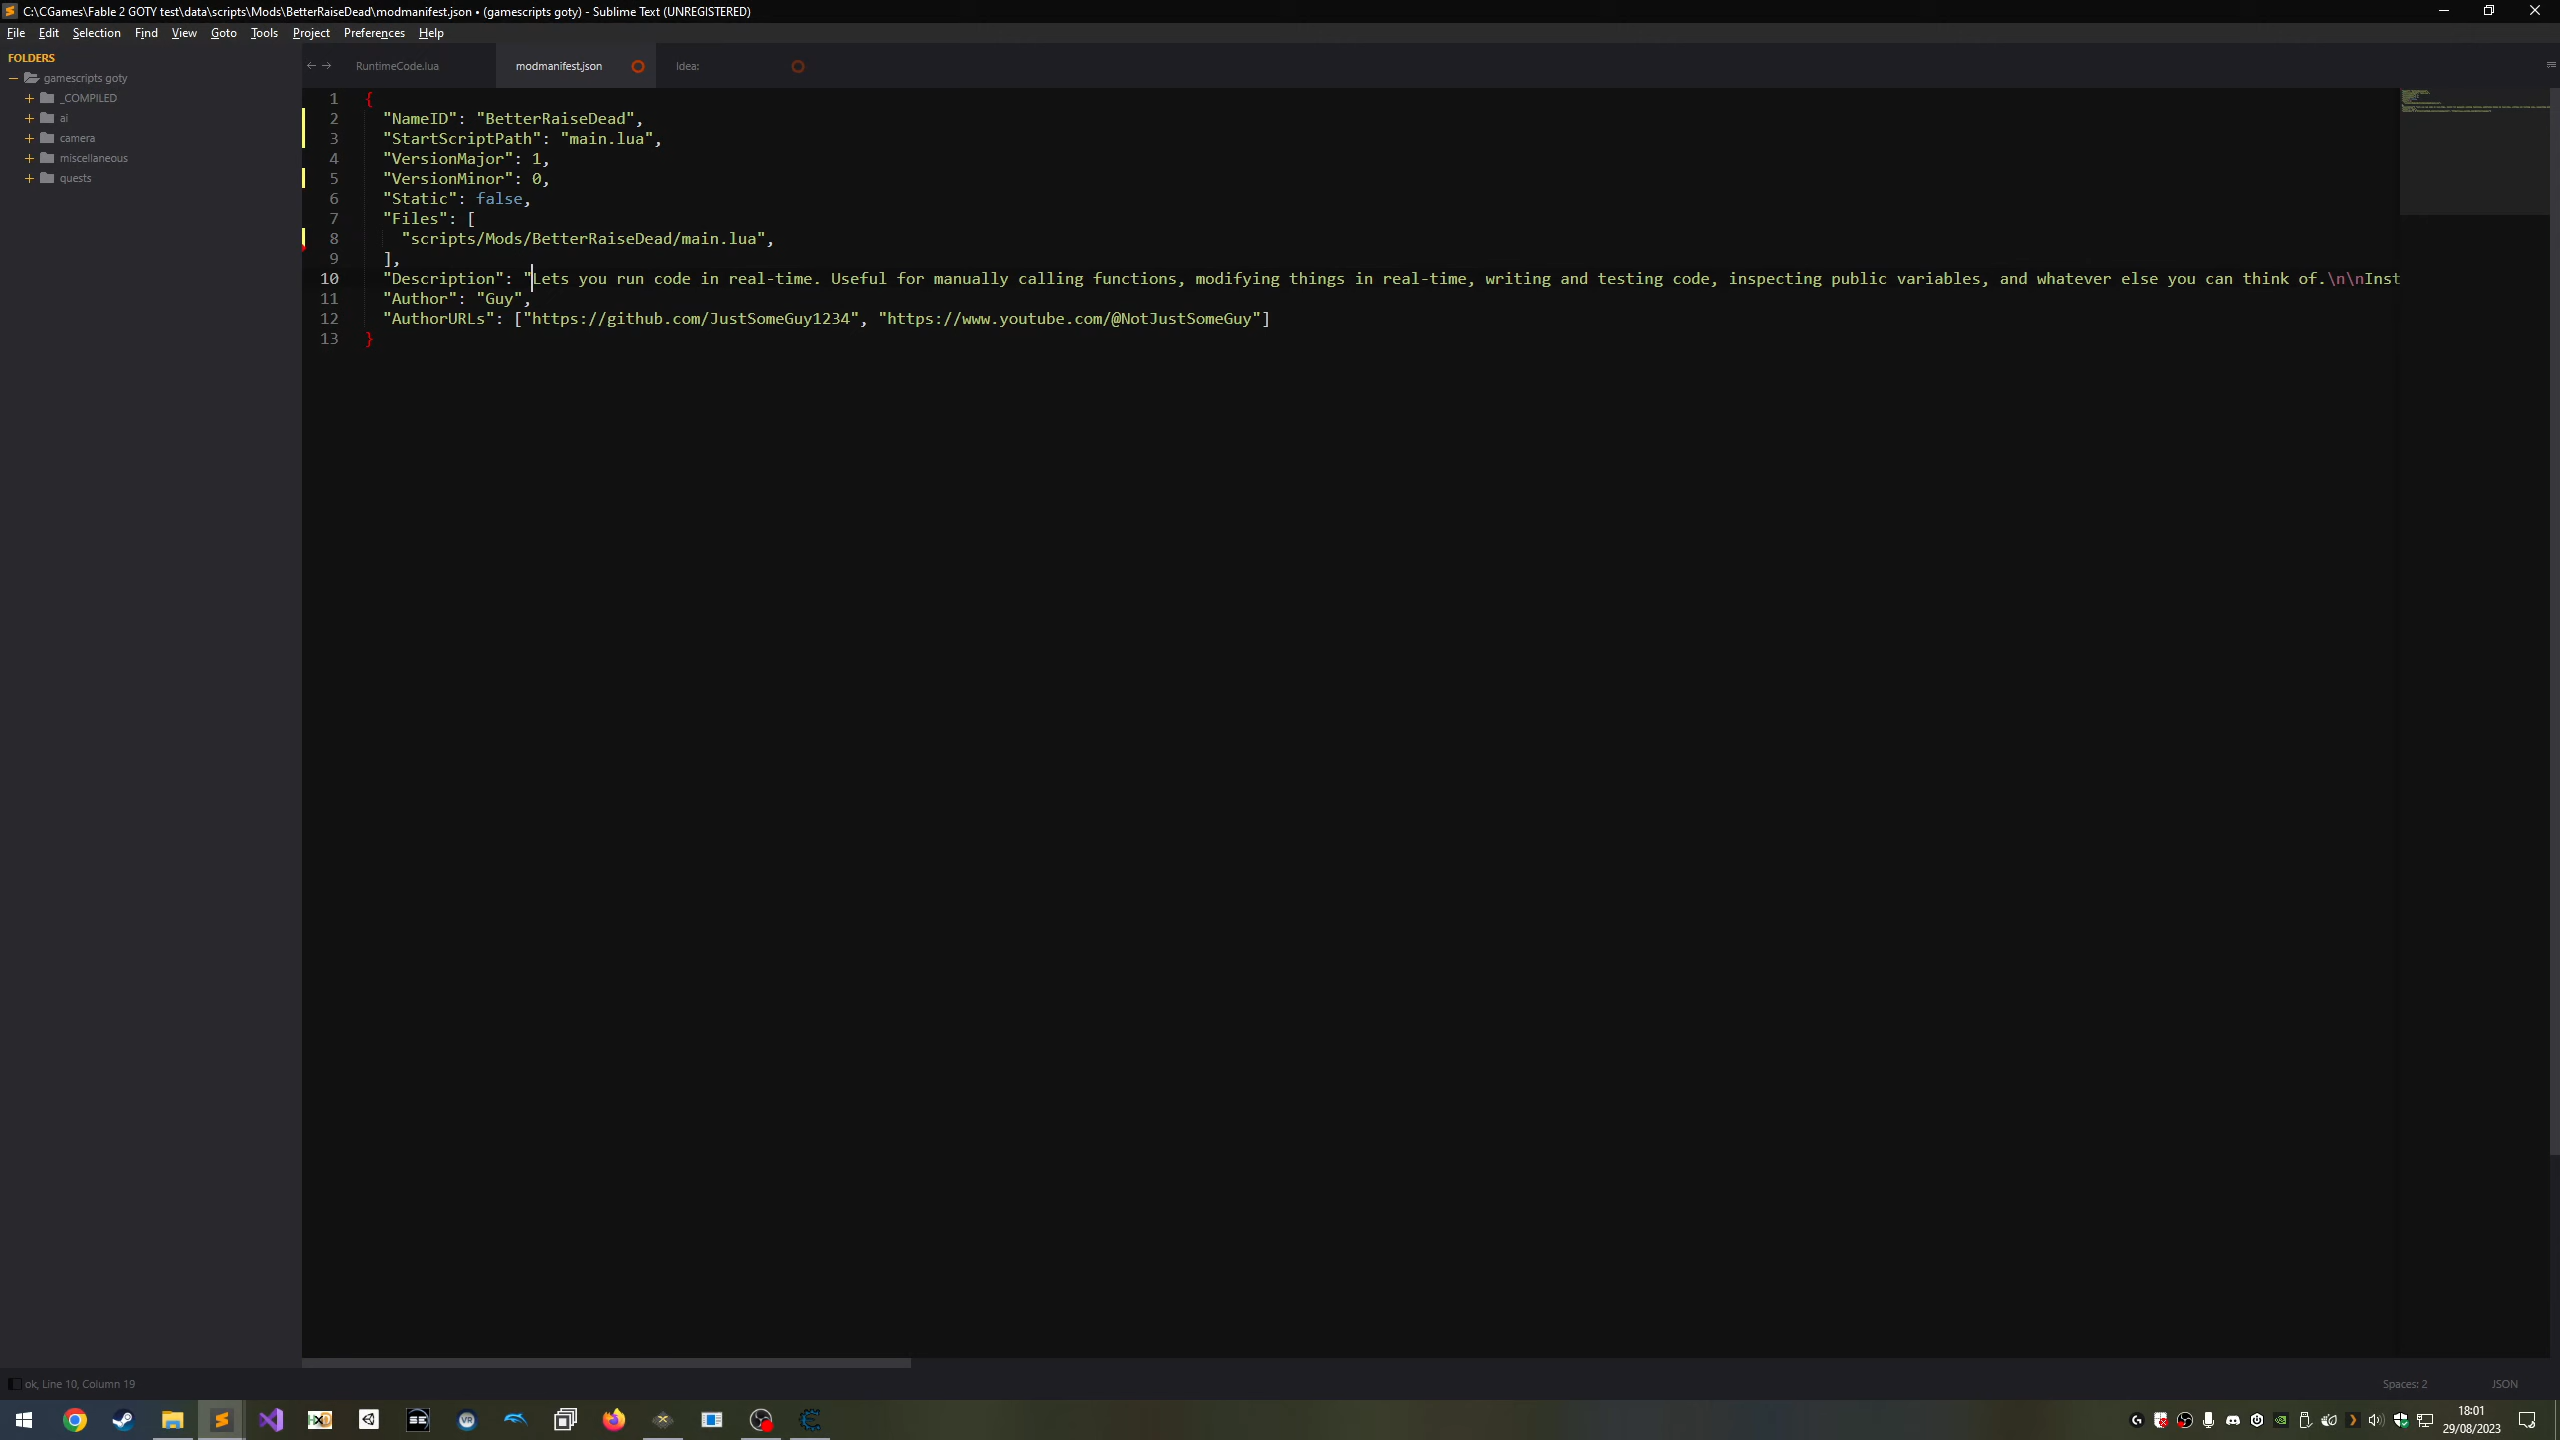 C:\CGames\Fable 2 GOTY test\data\scripts\Mods\BetterRaiseDead\modmanifest.json • (gamescripts goty) - Sublime Text (UNREGISTERED)
File Edit Selection Find View Goto Tools Project Preferences Help
FOLDERS
gamescripts goty
_COMPILED
ai
camera
miscellaneous
quests
RuntimeCode.lua modmanifest.json Idea:
1 {
2 "NameID": "BetterRaiseDead",
3 "StartScriptPath": "main.lua",
4 "VersionMajor": 1,
5 "VersionMinor": 0,
6 "Static": false,
7 "Files": [
8 "scripts/Mods/BetterRaiseDead/main.lua",
9 ],
10 "Description": "Lets you run code in real-time. Useful for manually calling functions, modifying things in real-time, writing and testing code, inspecting public variables, and whatever else you can think of.\n\nInst
11 "Author": "Guy",
12 "AuthorURLs": ["https://github.com/JustSomeGuy1234", "https://www.youtube.com/@NotJustSomeGuy"]
13 }
ok, Line 10, Column 19
Spaces: 2 JSON
HXD
SE
VR
18:01
29/08/2023